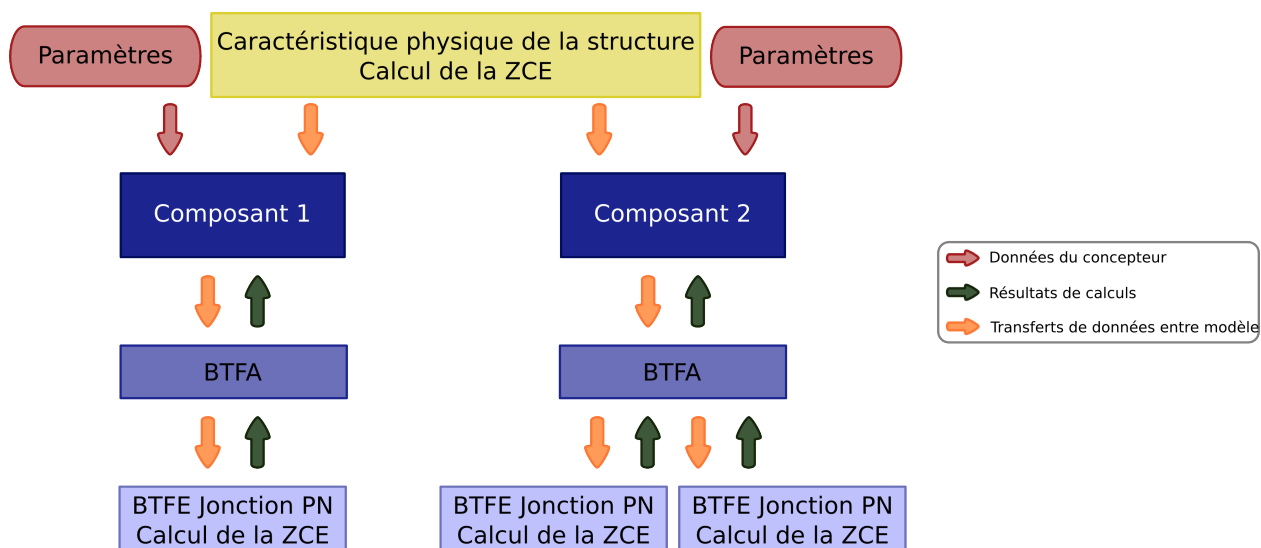 Paramètres
Caractéristique physique de la structure
Calcul de la ZCE
Paramètres
Composant 1
Composant 2
Données du concepteur
Résultats de calculs
Transferts de données entre modèle
BTFA
BTFA
BTFE Jonction PN
Calcul de la ZCE
BTFE Jonction PN
Calcul de la ZCE
BTFE Jonction PN
Calcul de la ZCE